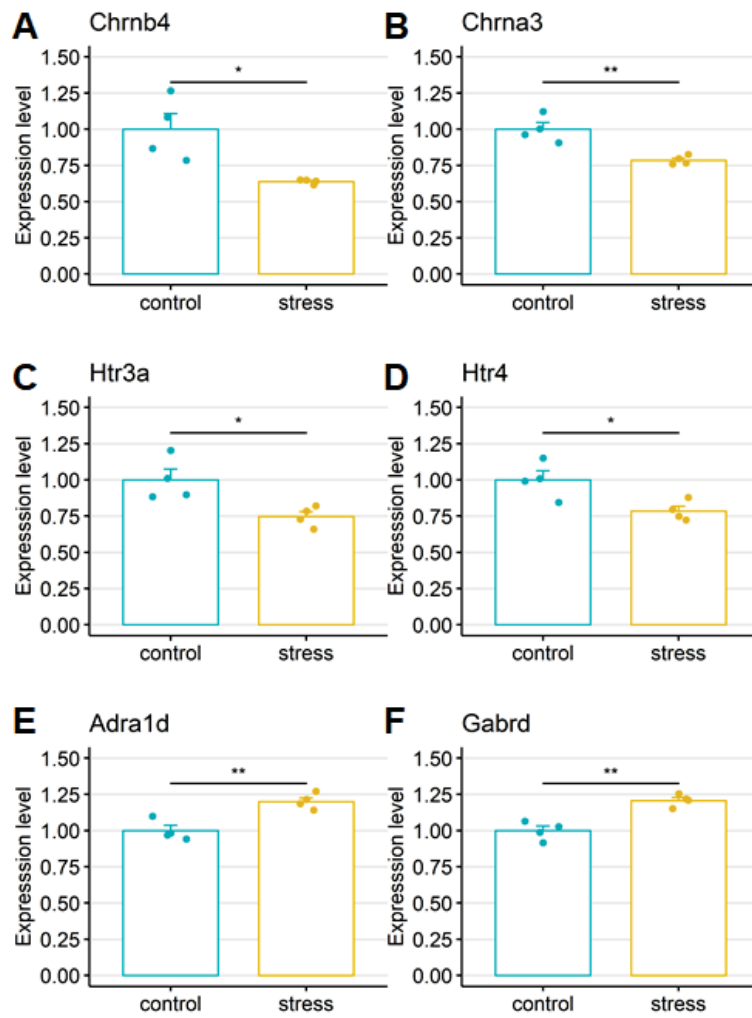 A Chrnb4
Expresssion level
1.50
1.25
1.00
0.75
0.50
0.25
0.00
*
control stress
B Chrna3
Expresssion level
1.50
1.25
1.00
0.75
0.50
0.25
0.00
**
control stress
C Htr3a
Expresssion level
1.50
1.25
1.00
0.75
0.50
0.25
0.00
*
control stress
D Htr4
Expresssion level
1.50
1.25
1.00
0.75
0.50
0.25
0.00
*
control stress
E Adra1d
Expresssion level
1.50
1.25
1.00
0.75
0.50
0.25
0.00
**
control stress
F Gabrd
Expresssion level
1.50
1.25
1.00
0.75
0.50
0.25
0.00
**
control stress